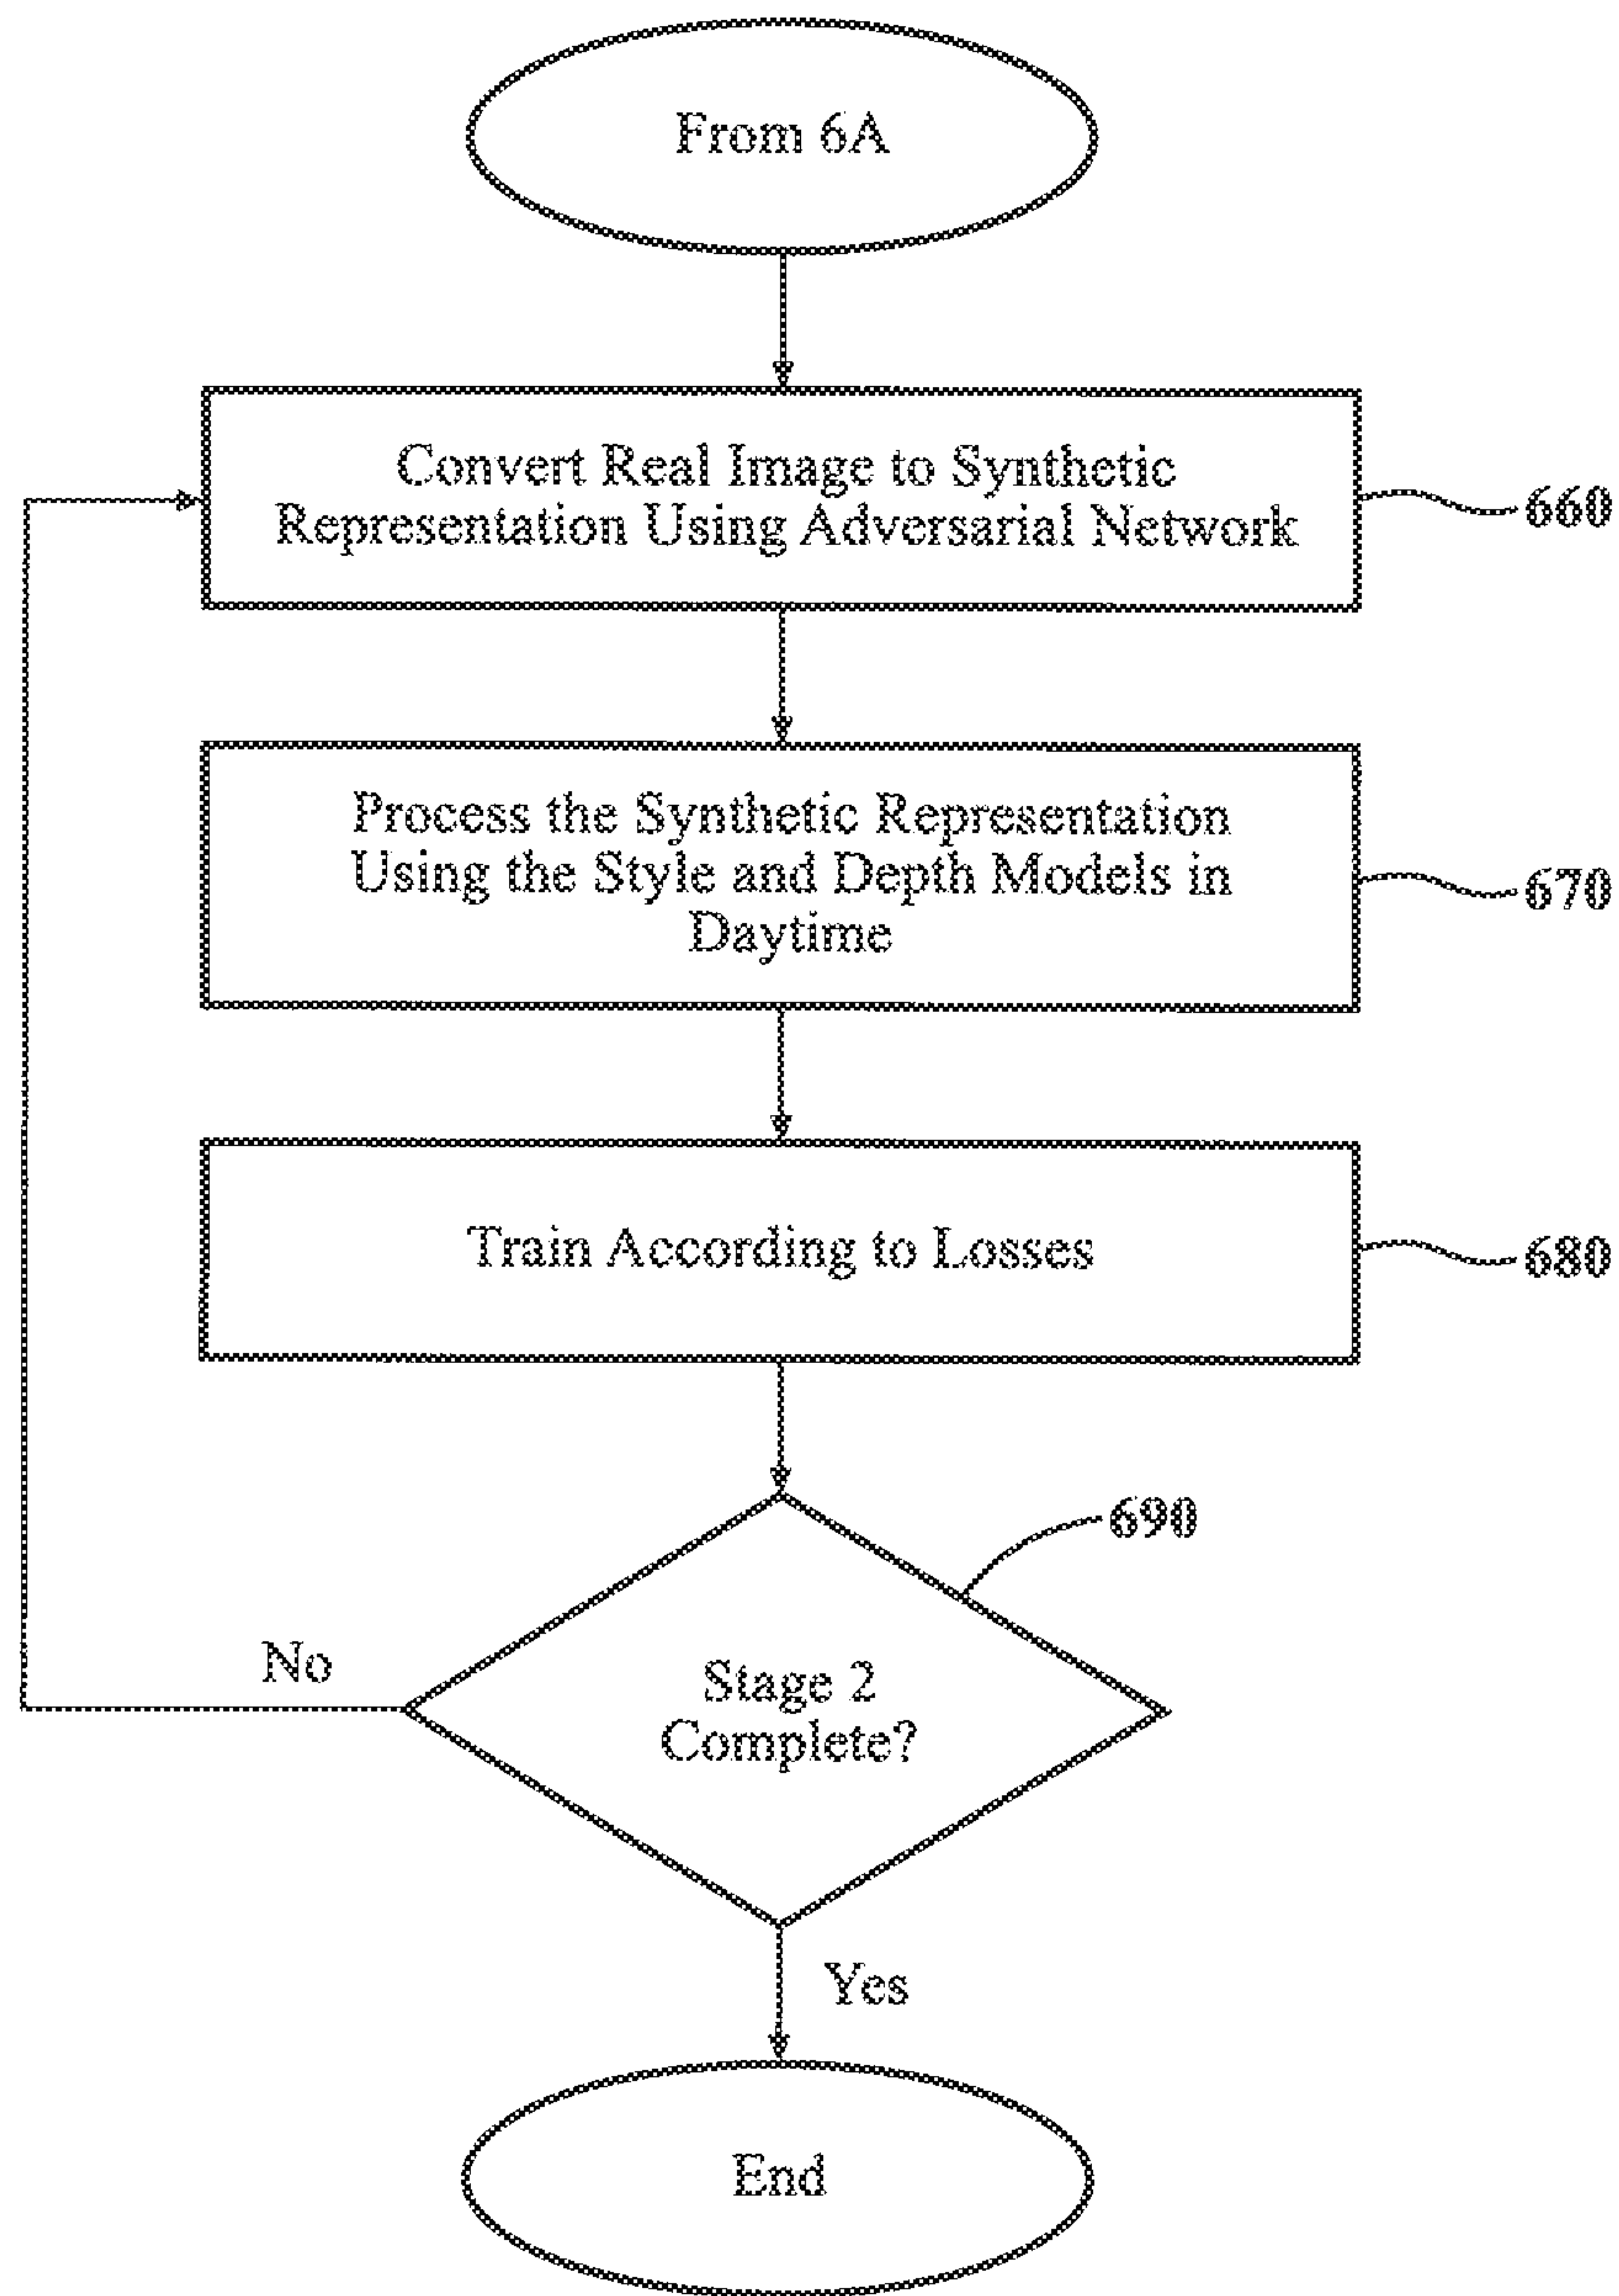 From 6A
Convert Real Image to Synthetic
Representation Using Adversarial Network
660
Process the Synthetic Representation
Using the Style and Depth Models in
Daytime
670
Train According to Losses
680
690
Stage 2
Complete?
No
Yes
End